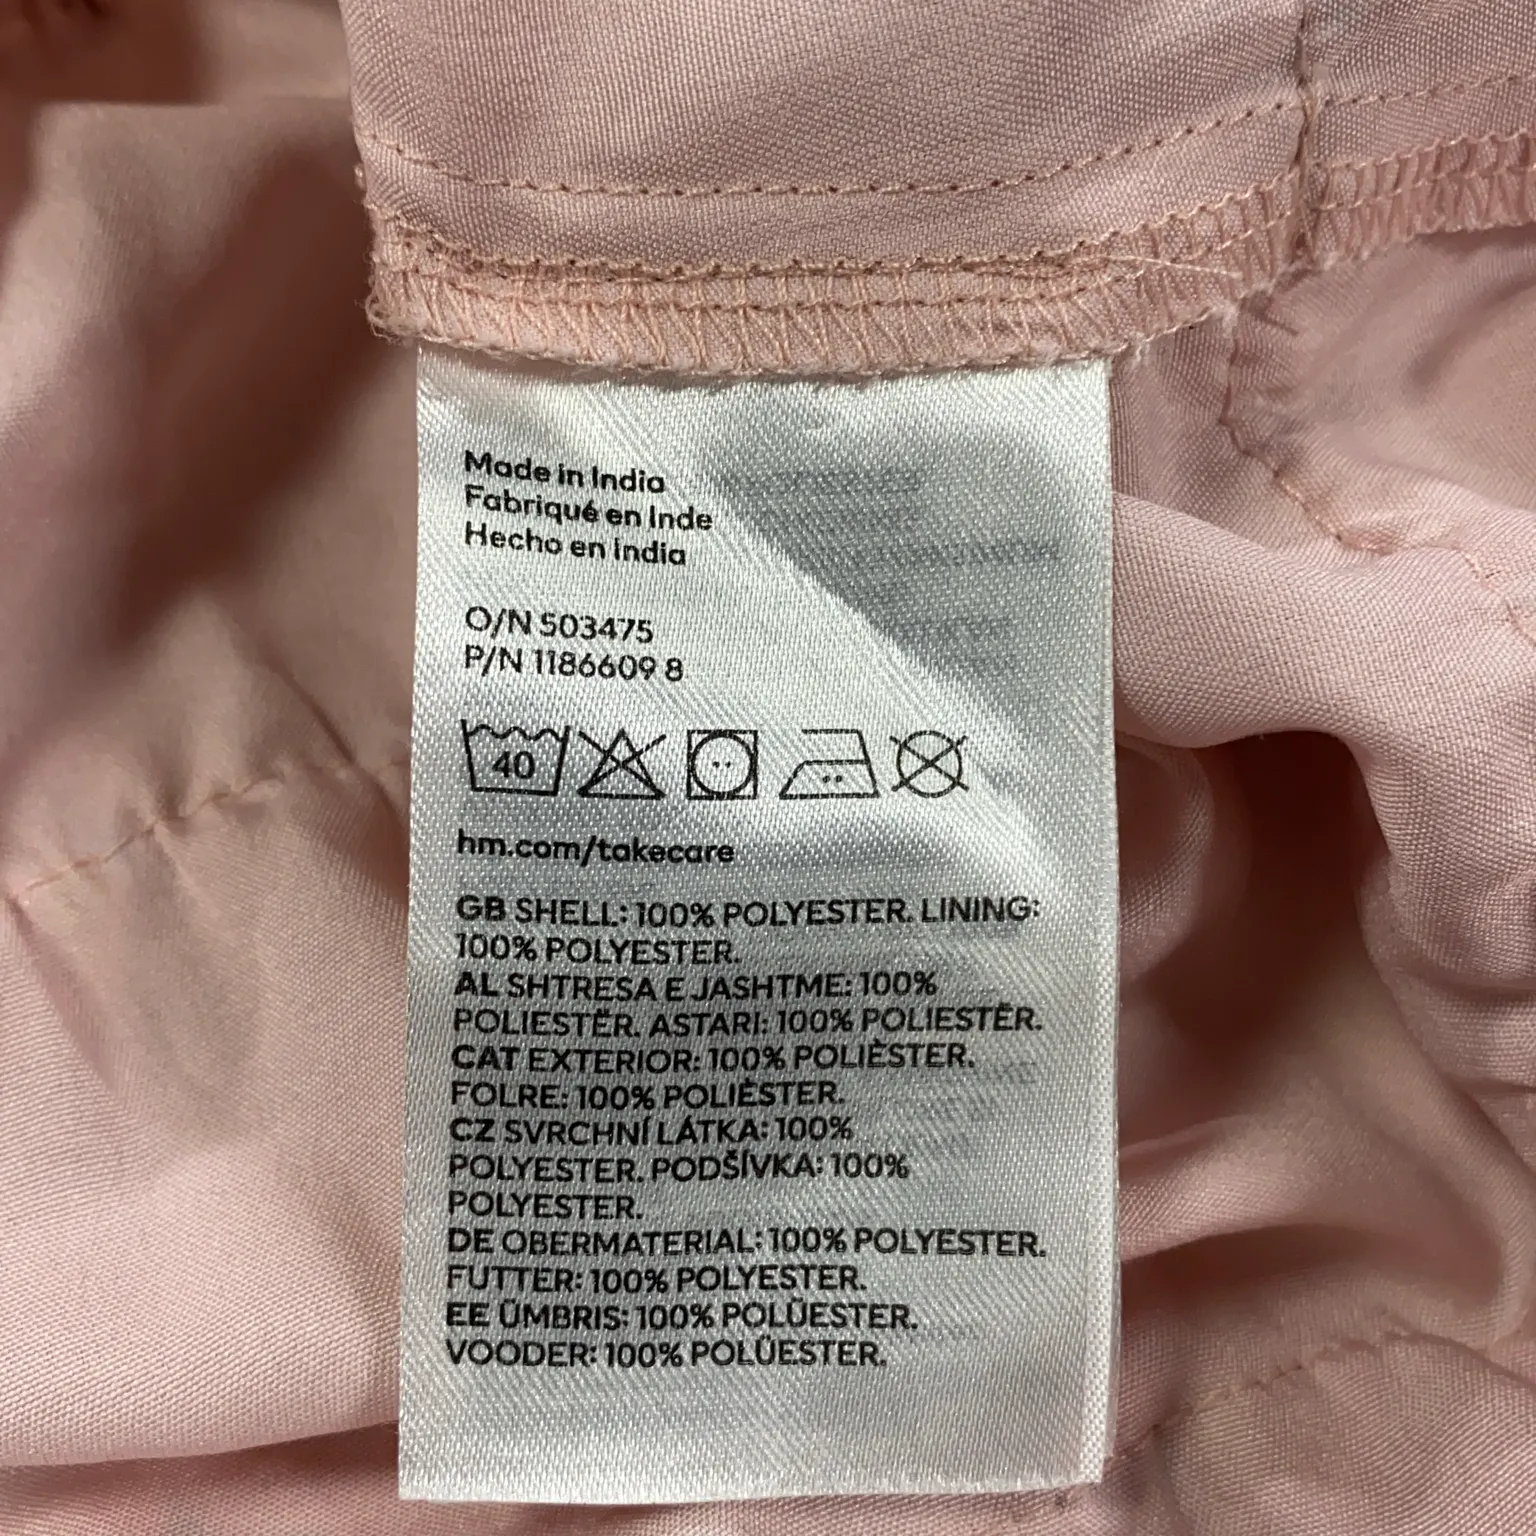 Made in India
Fabriqué en Inde
Hecho en India
O/N 503475
P/N 1186609 8
40
hm.com/takecare
GB SHELL: 100% POLYESTER. LINING:
100% POLYESTER.
AL SHTRESA E JASHTME: 100%
POLIESTËR. ASTARI: 100% POLIESTËR.
CAT EXTERIOR: 100% POLIÈSTER.
FOLRE: 100% POLIÈSTER.
CZ SVRCHNÍ LÁTKA: 100%
POLYESTER. PODŠÍVKA: 100%
POLYESTER.
DE OBERMATERIAL: 100% POLYESTER.
FUTTER: 100% POLYESTER.
EE ÜMBRIS: 100% POLÜESTER.
VOODER: 100% POLÜESTER.